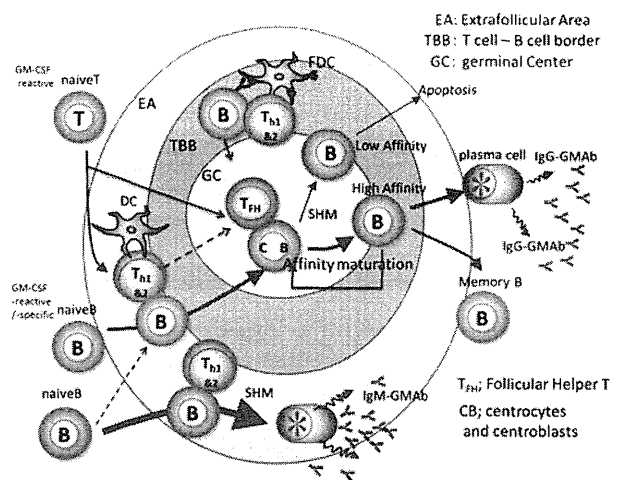 EA: Extrafollicular Area
TBB: T cell – B cell border
GC: germinal Center
GM-CSF
reactive
naiveT
T
EA
FDC
B
Th1
&2
TBB
GC
Apoptosis
B
Low Affinity
plasma cell
IgG-GMAb
High Affinity
DC
TFH
SHM
B
C B
IgG-GMAb
Affinity maturation
Th1
&2
Memory B
B
GM-CSF
-reactive
/-specific
naiveB
B
B
Th1
&2
naiveB
B
B
SHM
IgM-GMAb
TFH; Follicular Helper T
CB; centrocytes
and centroblasts